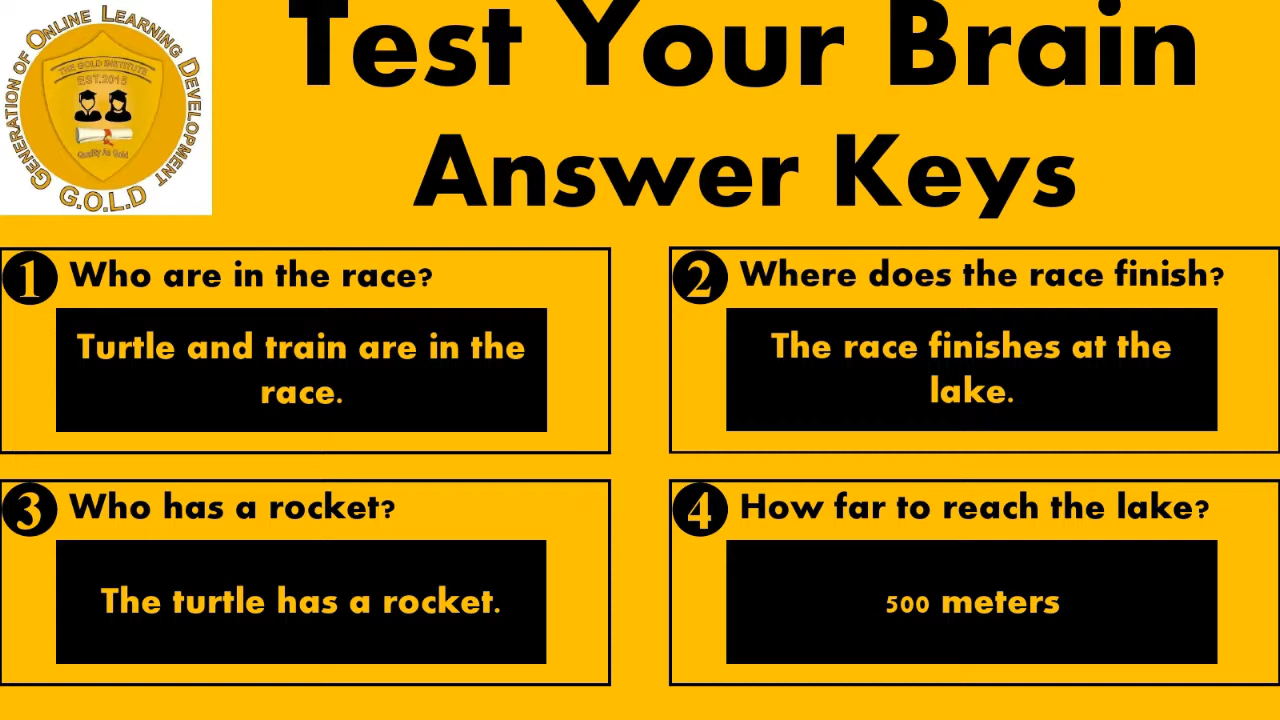 GENERATION OF ONLINE LEARNING DEVELOPMENT
THE GOLD INSTITUTE
EST.2015
Quality As Gold
G.O.L.D
Test Your Brain
Answer Keys
1 Who are in the race?
Turtle and train are in the
race.
2 Where does the race finish?
The race finishes at the
lake.
3 Who has a rocket?
The turtle has a rocket.
4 How far to reach the lake?
500 meters